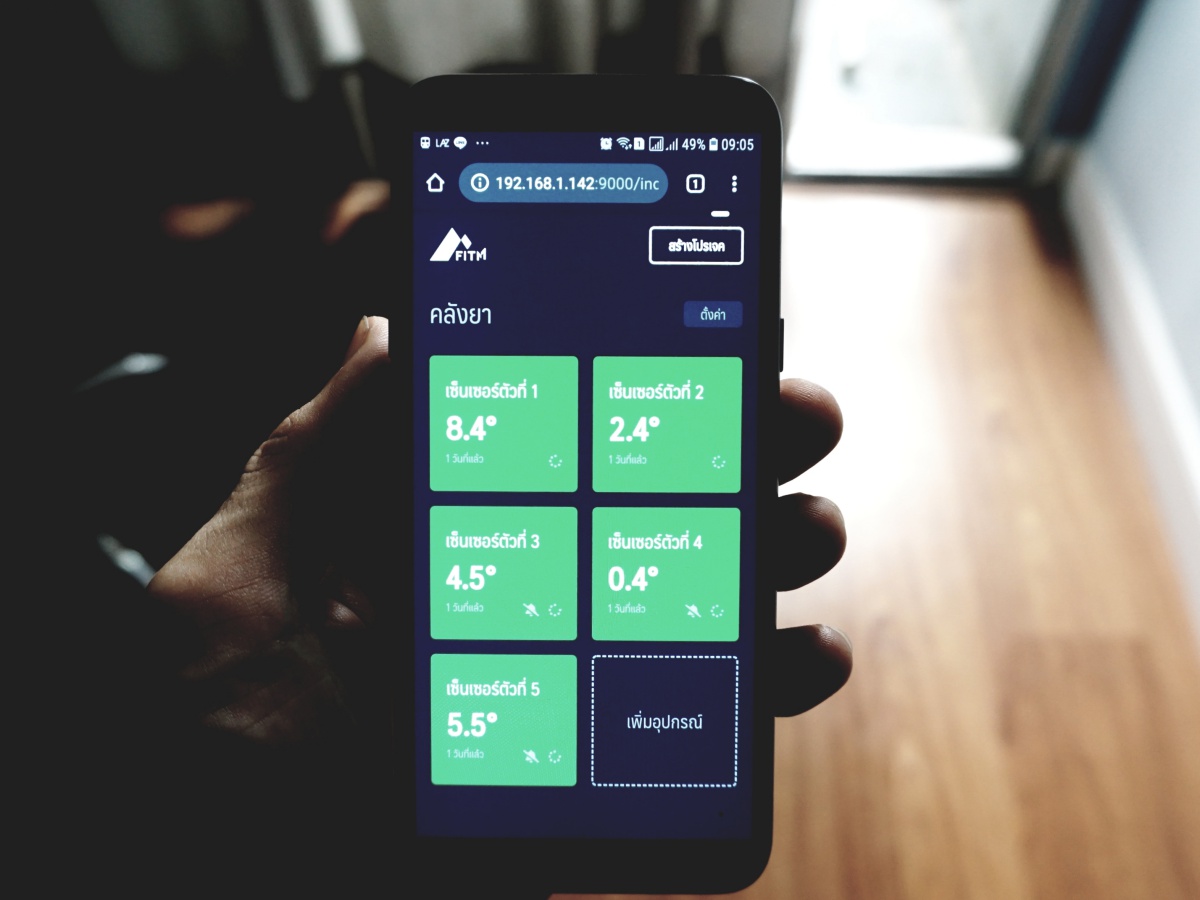 LAZ 49% 09:05
192.168.1.142:9000/inc 1
FITM สร้างโปรเจค
คลังยา ตั้งค่า
เซ็นเซอร์ตัวที่ 1
8.4°
1 วันที่แล้ว
เซ็นเซอร์ตัวที่ 2
2.4°
1 วันที่แล้ว
เซ็นเซอร์ตัวที่ 3
4.5°
1 วันที่แล้ว
เซ็นเซอร์ตัวที่ 4
0.4°
1 วันที่แล้ว
เซ็นเซอร์ตัวที่ 5
5.5°
1 วันที่แล้ว
เพิ่มอุปกรณ์